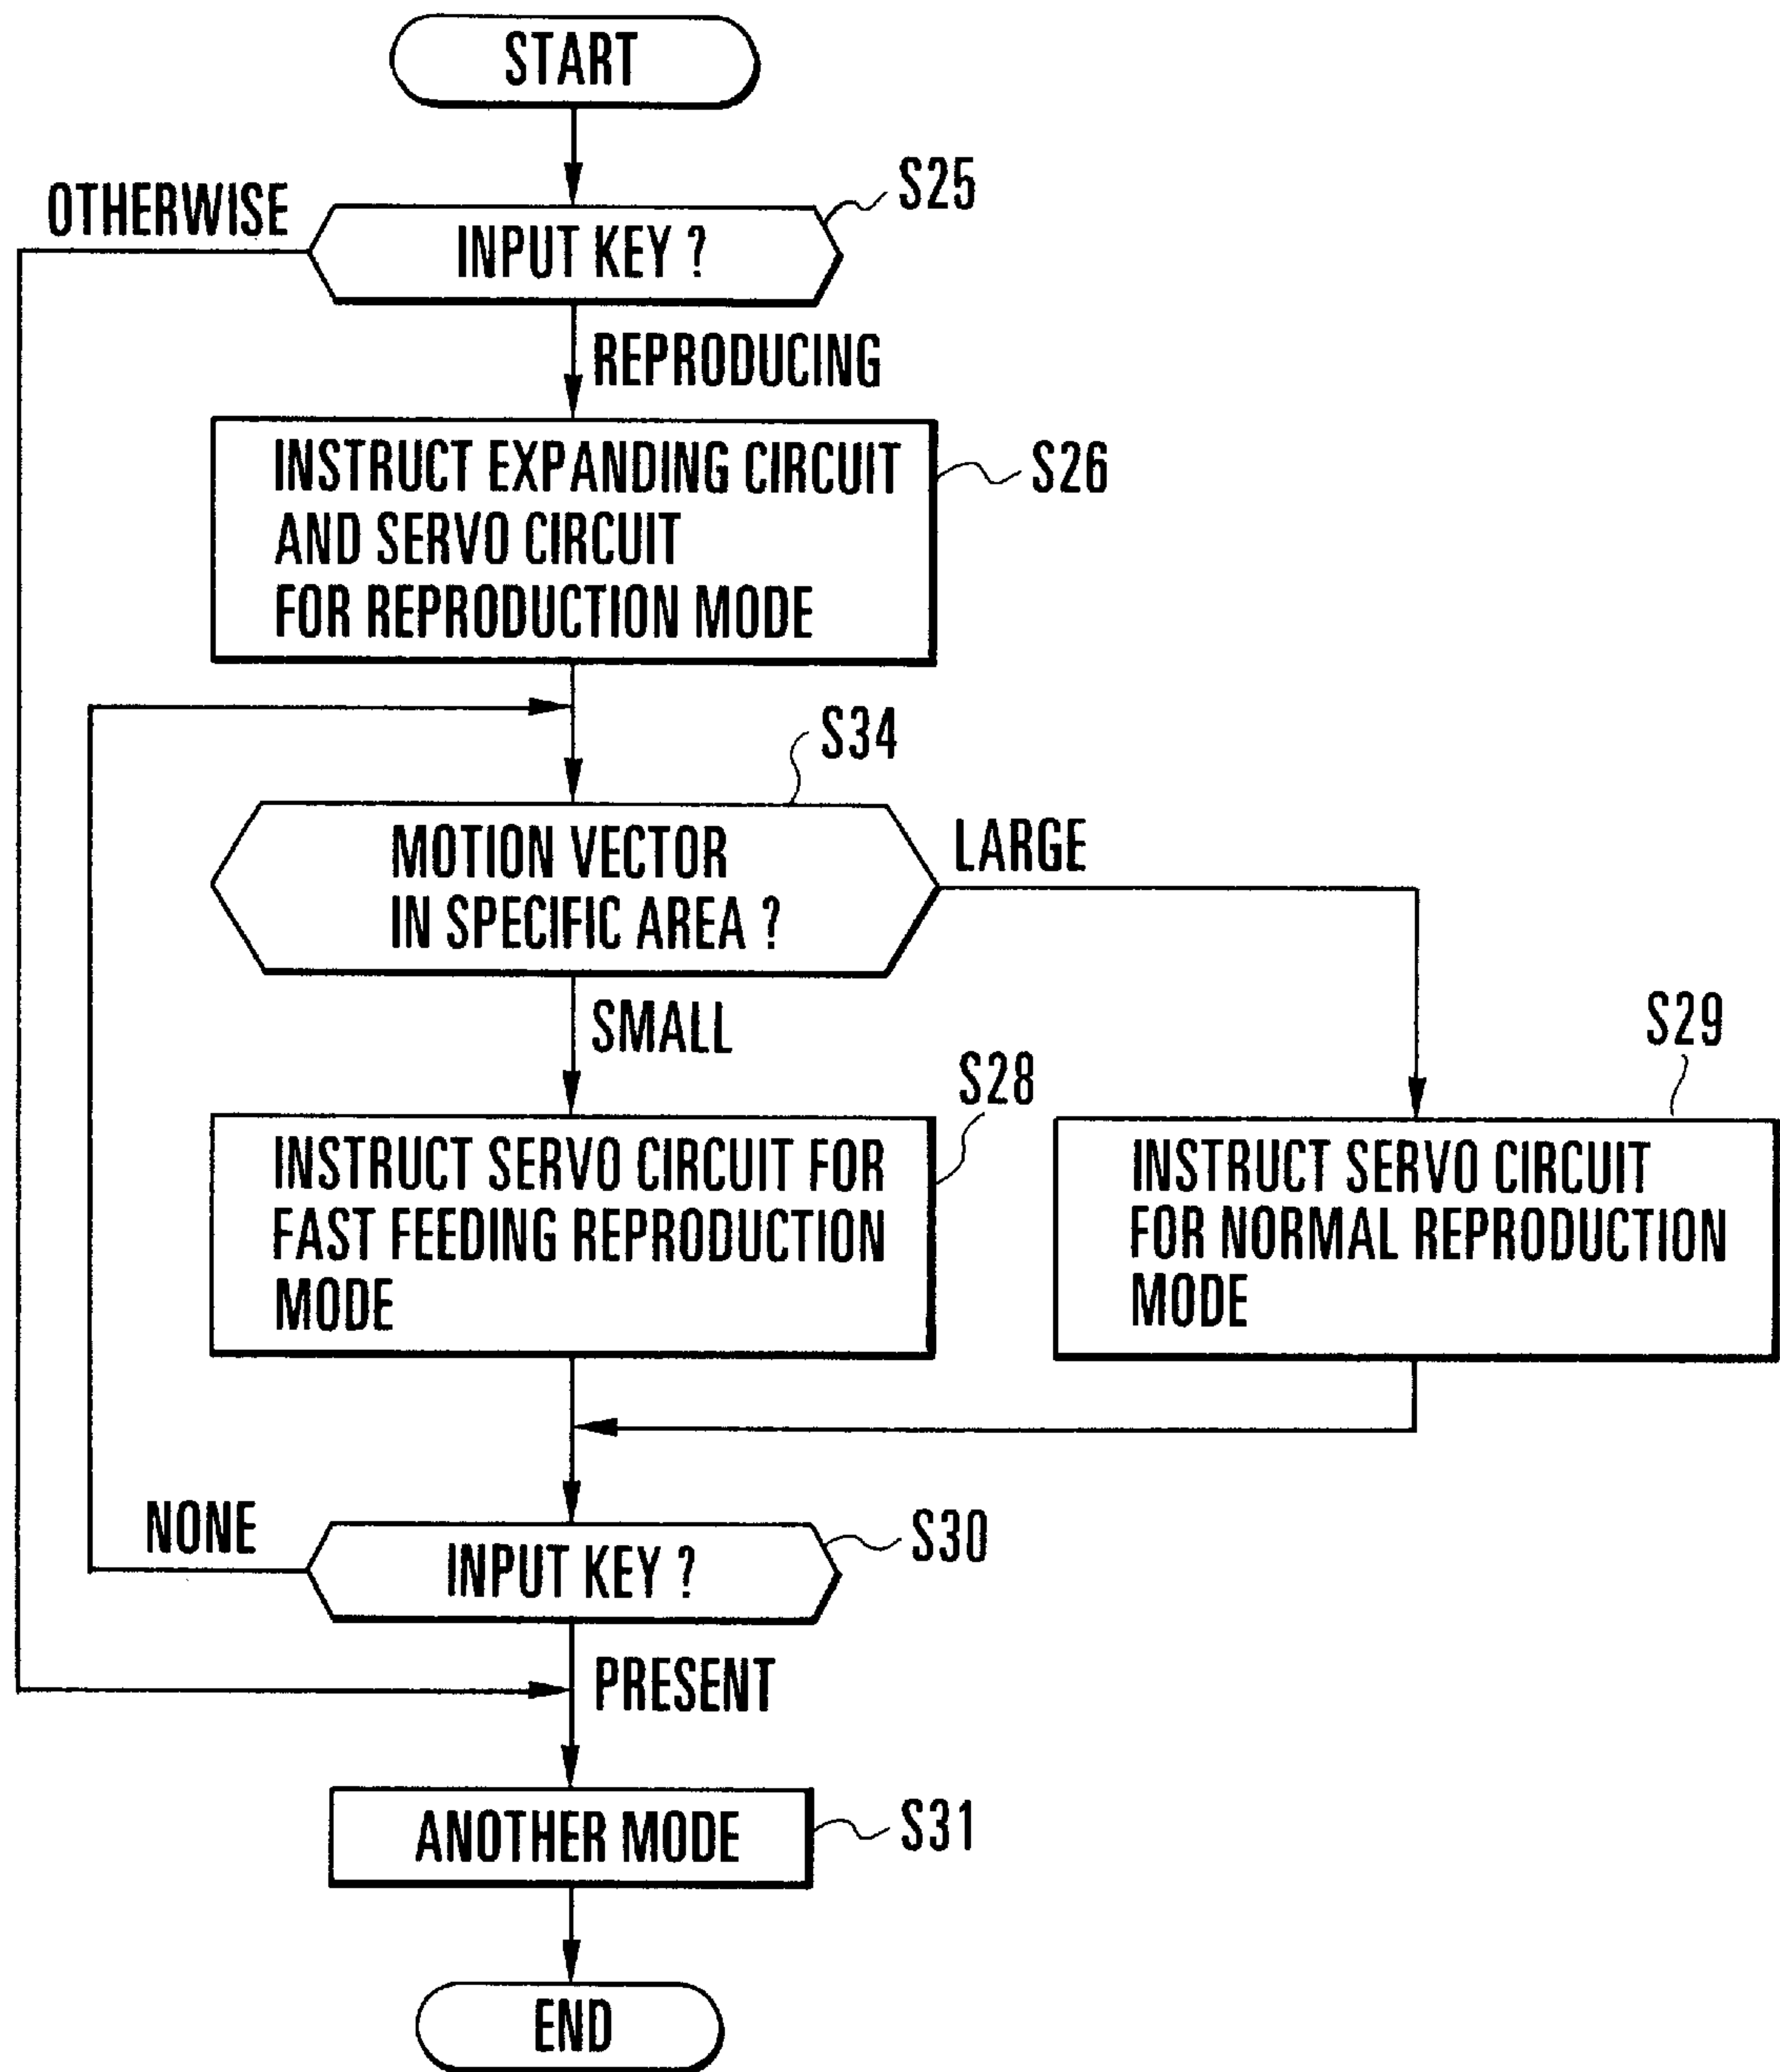 START
S25
OTHERWISE
INPUT KEY ?
REPRODUCING
INSTRUCT EXPANDING CIRCUIT
AND SERVO CIRCUIT
FOR REPRODUCTION MODE
S26
S34
MOTION VECTOR
IN SPECIFIC AREA ?
LARGE
SMALL
S28
S29
INSTRUCT SERVO CIRCUIT FOR
FAST FEEDING REPRODUCTION
MODE
INSTRUCT SERVO CIRCUIT
FOR NORMAL REPRODUCTION
MODE
NONE
S30
INPUT KEY ?
PRESENT
ANOTHER MODE
S31
END